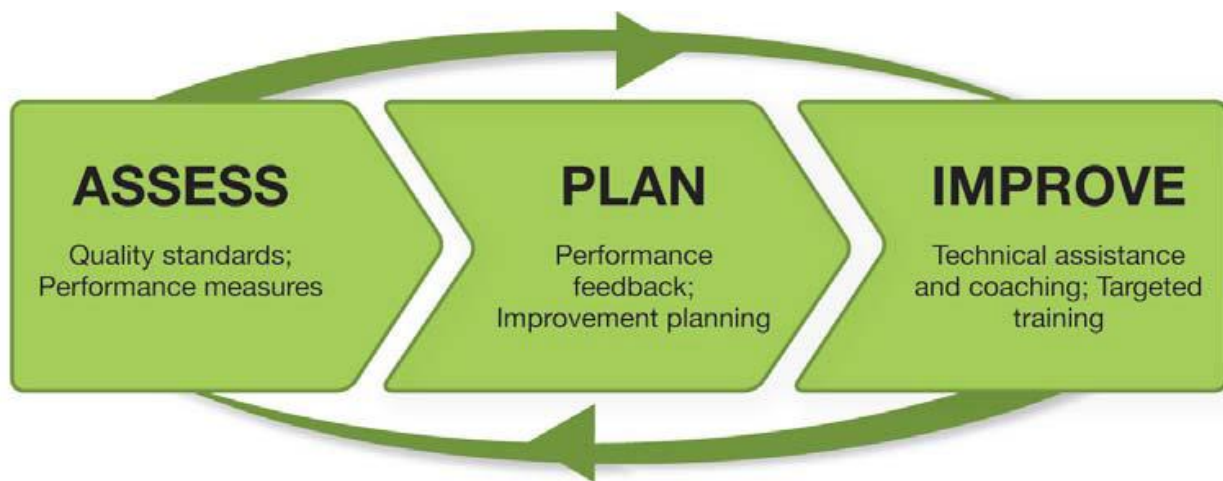 ASSESS
Quality standards;
Performance measures
PLAN
Performance
feedback;
Improvement planning
IMPROVE
Technical assistance
and coaching; Targeted
training